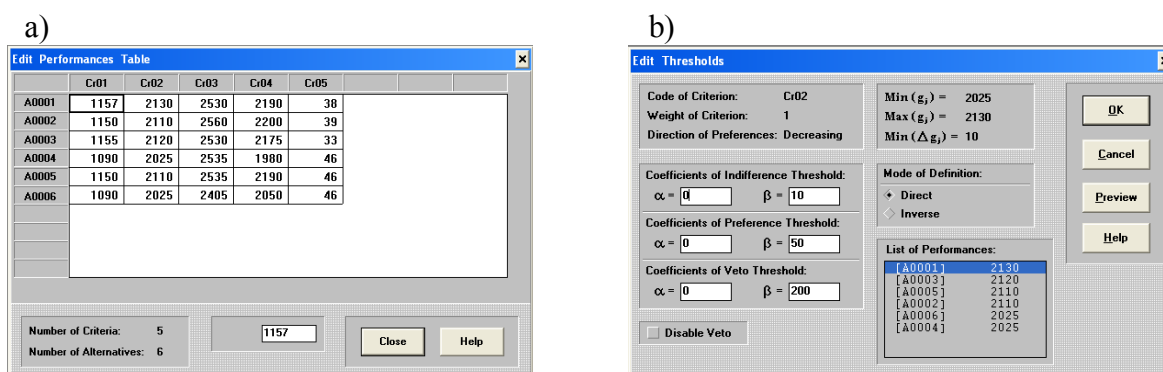 a)
Edit Performances Table
Cr01 Cr02 Cr03 Cr04 Cr05
A0001 1157 2130 2530 2190 38
A0002 1150 2110 2560 2200 39
A0003 1155 2120 2530 2175 33
A0004 1090 2025 2535 1980 46
A0005 1150 2110 2535 2190 46
A0006 1090 2025 2405 2050 46
Number of Criteria: 5
Number of Alternatives: 6
1157
Close
Help
b)
Edit Thresholds
Code of Criterion: Cr02
Weight of Criterion: 1
Direction of Preferences: Decreasing
Min (gj) = 2025
Max (gj) = 2130
Min (Δgj) = 10
Coefficients of Indifference Threshold:
α = 0 β = 10
Coefficients of Preference Threshold:
α = 0 β = 50
Coefficients of Veto Threshold:
α = 0 β = 200
Disable Veto
Mode of Definition:
Direct
Inverse
List of Performances:
[A0001] 2130
[A0003] 2120
[A0005] 2110
[A0002] 2110
[A0006] 2025
[A0004] 2025
OK
Cancel
Preview
Help